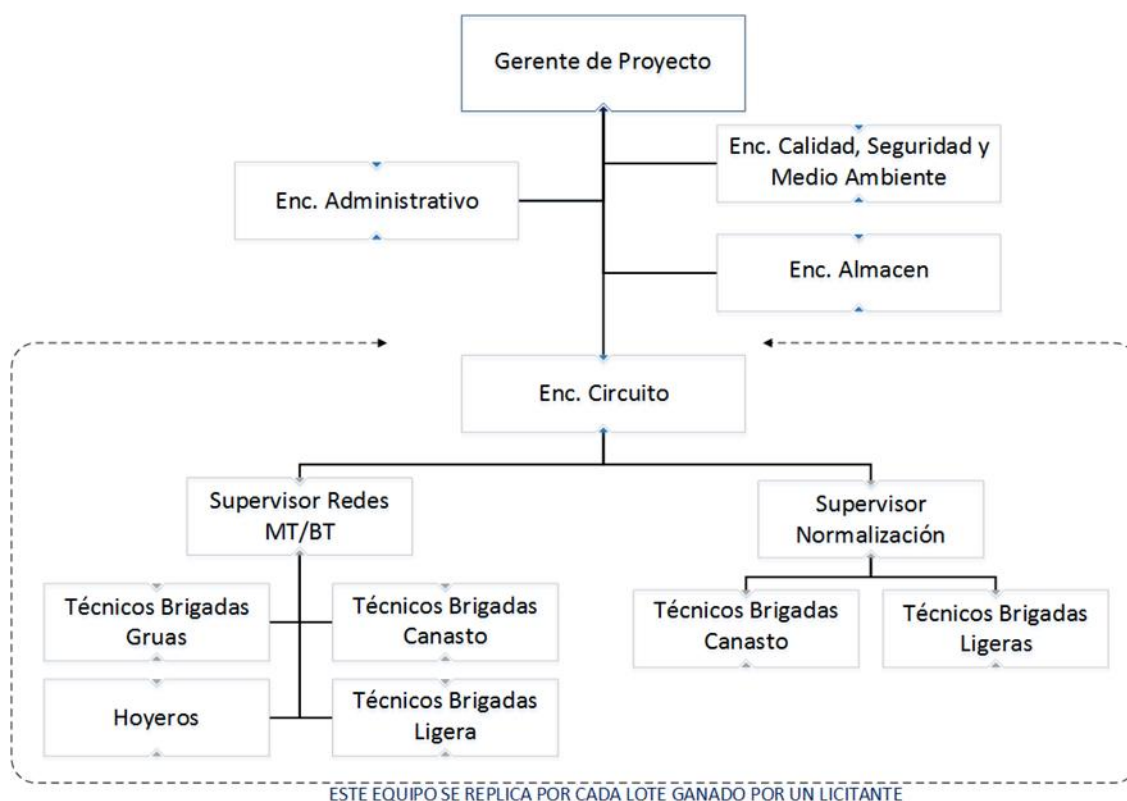 Gerente de Proyecto
Enc. Calidad, Seguridad y
Medio Ambiente
Enc. Administrativo
Enc. Almacen
Enc. Circuito
Supervisor Redes
MT/BT
Supervisor
Normalización
Técnicos Brigadas
Gruas
Técnicos Brigadas
Canasto
Técnicos Brigadas
Canasto
Técnicos Brigadas
Ligeras
Hoyeros
Técnicos Brigadas
Ligera
ESTE EQUIPO SE REPLICA POR CADA LOTE GANADO POR UN LICITANTE